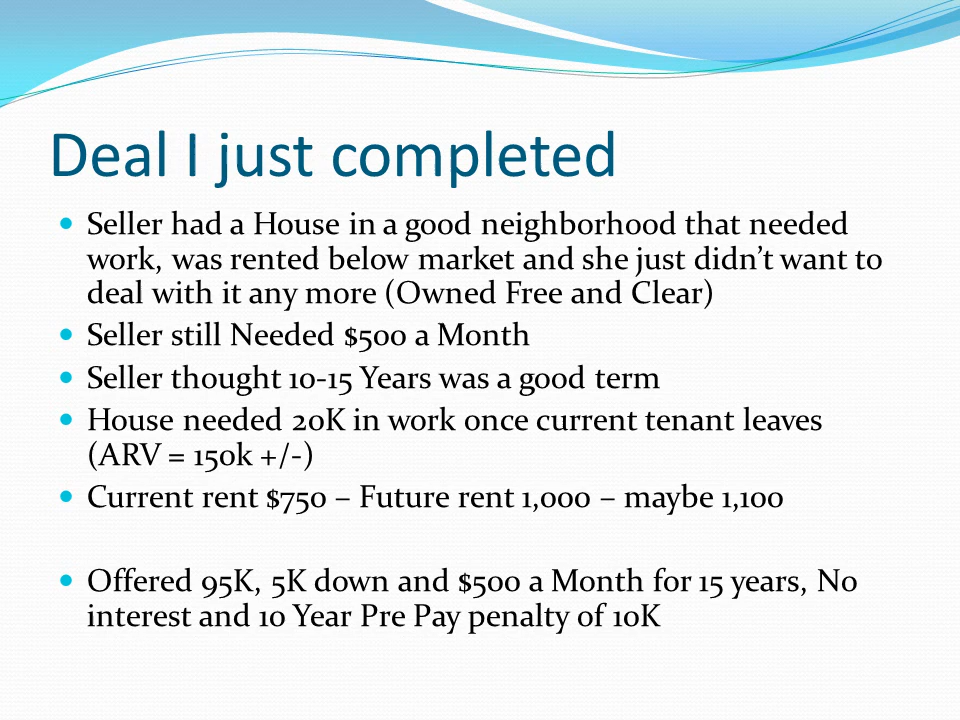 Deal I just completed
Seller had a House in a good neighborhood that needed
work, was rented below market and she just didn’t want to
deal with it any more (Owned Free and Clear)
Seller still Needed $500 a Month
Seller thought 10-15 Years was a good term
House needed 20K in work once current tenant leaves
(ARV = 150k +/-)
Current rent $750 – Future rent 1,000 – maybe 1,100
Offered 95K, 5K down and $500 a Month for 15 years, No
interest and 10 Year Pre Pay penalty of 10K